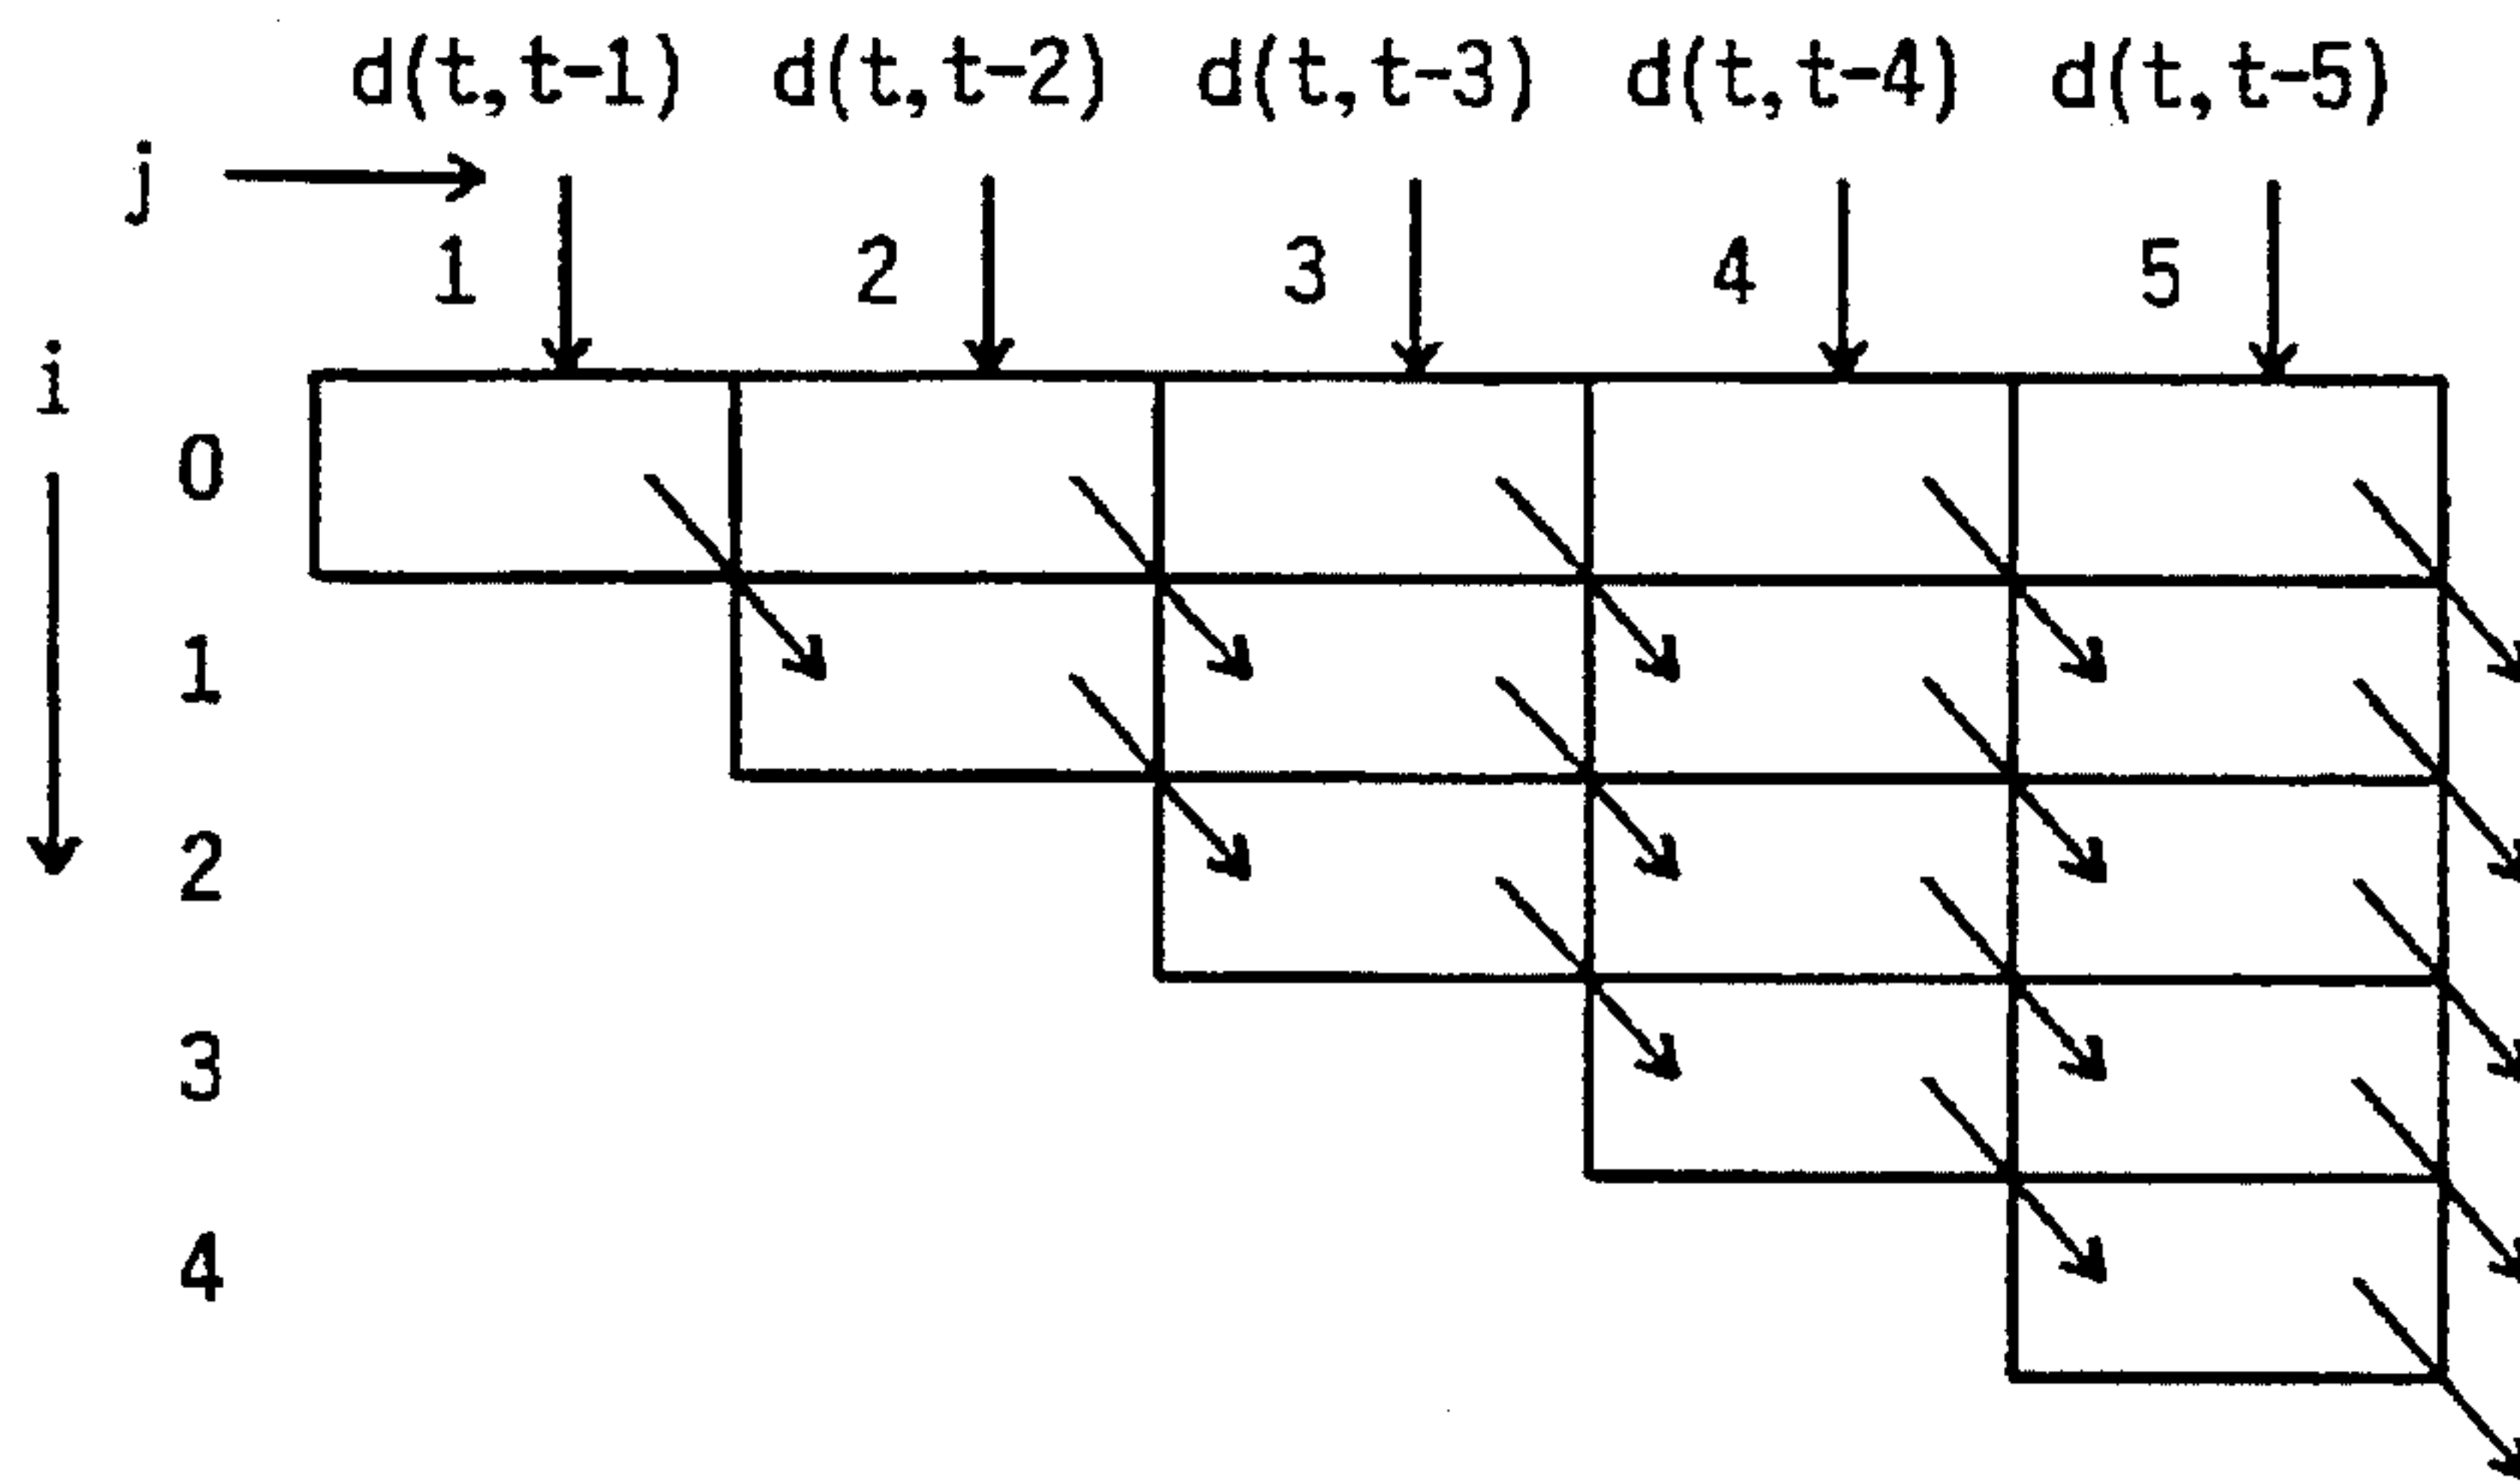 d(t, t-1) d(t, t-2) d(t, t-3) d(t, t-4) d(t, t-5)
j
1 2 3 4 5
i
0
1
2
3
4